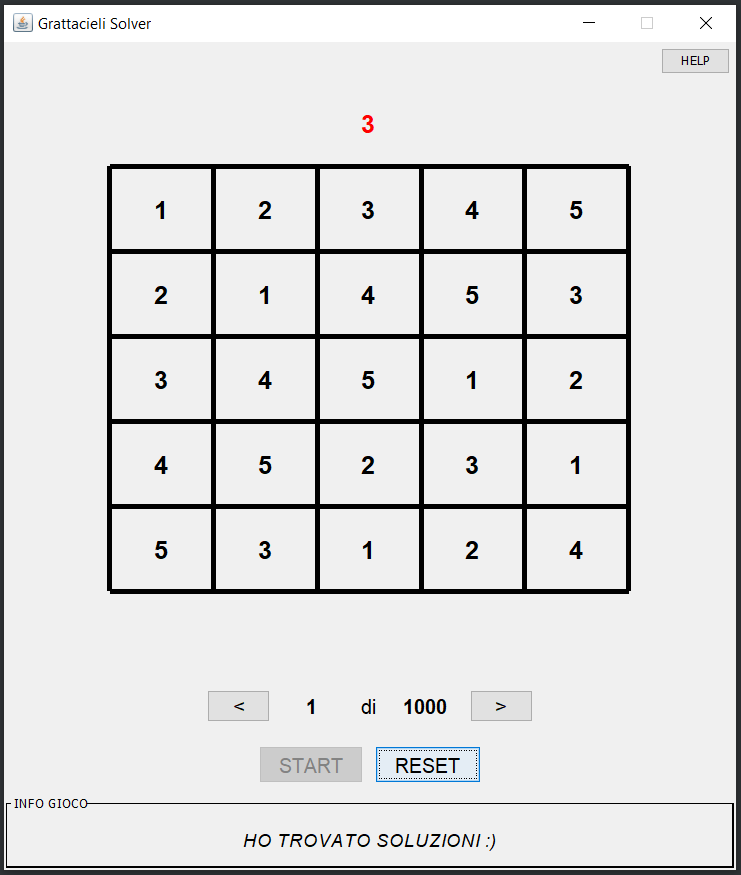 Grattacieli Solver
HELP
3
1 2 3 4 5
2 1 4 5 3
3 4 5 1 2
4 5 2 3 1
5 3 1 2 4
< 1 di 1000 >
START RESET
INFO GIOCO
HO TROVATO SOLUZIONI :)